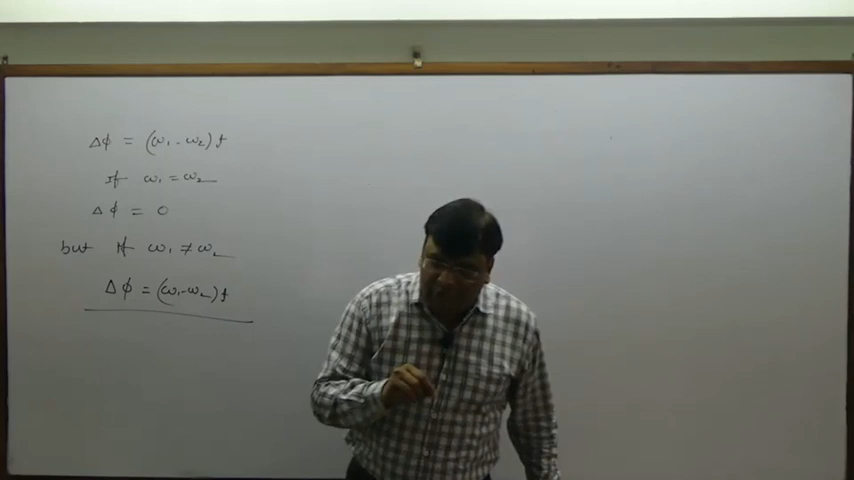 Δϕ = (ω₁ - ω₂)t
if ω₁ = ω₂
Δϕ = 0
but if ω₁ ≠ ω₂
Δϕ = (ω₁-ω₂)t